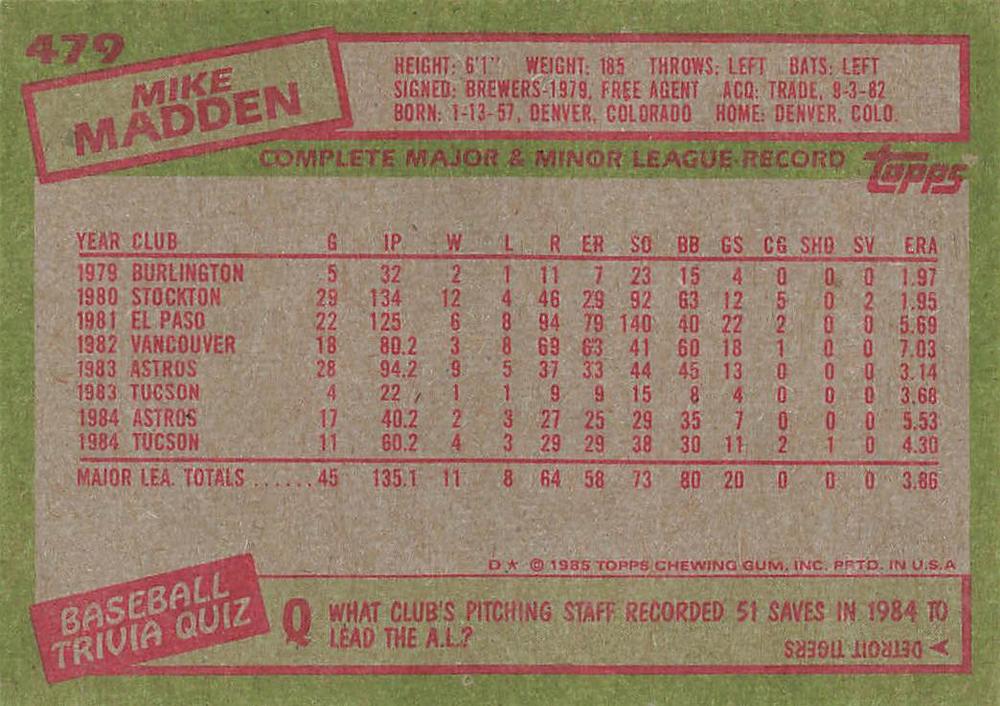 479
MIKE
MADDEN
HEIGHT: 6'1" WEIGHT: 185 THROWS: LEFT BATS: LEFT
SIGNED: BREWERS-1979, FREE AGENT ACQ: TRADE, 9-3-82
BORN: 1-13-57, DENVER, COLORADO HOME: DENVER, COLO.
COMPLETE MAJOR & MINOR LEAGUE RECORD
topps
YEAR CLUB G IP W L R ER SO BB GS CG SHO SV ERA
1979 BURLINGTON 5 32 2 1 11 7 23 15 4 0 0 0 1.97
1980 STOCKTON 29 134 12 4 46 29 92 63 12 5 0 2 1.95
1981 EL PASO 22 125 6 8 94 79 140 40 22 2 0 0 5.69
1982 VANCOUVER 18 80.2 3 8 69 63 41 60 18 1 0 0 7.03
1983 ASTROS 28 94.2 9 5 37 33 44 45 13 0 0 0 3.14
1983 TUCSON 4 22 1 1 9 9 15 8 4 0 0 0 3.68
1984 ASTROS 17 40.2 2 3 27 25 29 35 7 0 0 0 5.53
1984 TUCSON 11 60.2 4 3 29 29 38 30 11 2 1 0 4.30
MAJOR LEA. TOTALS ...... 45 135.1 11 8 64 58 73 80 20 0 0 0 3.86
D★ © 1985 TOPPS CHEWING GUM, INC. PRTD. IN U.S.A
BASEBALL
TRIVIA QUIZ
Q WHAT CLUB'S PITCHING STAFF RECORDED 51 SAVES IN 1984 TO
LEAD THE A.L.?
A DETROIT TIGERS